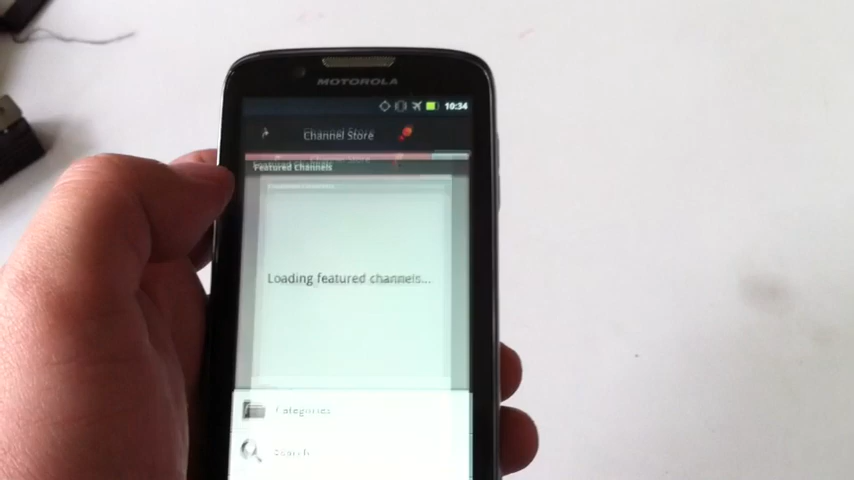 MOTOROLA
10:34
Channel Store
Featured Channels
Loading featured channels...
Categories
Search